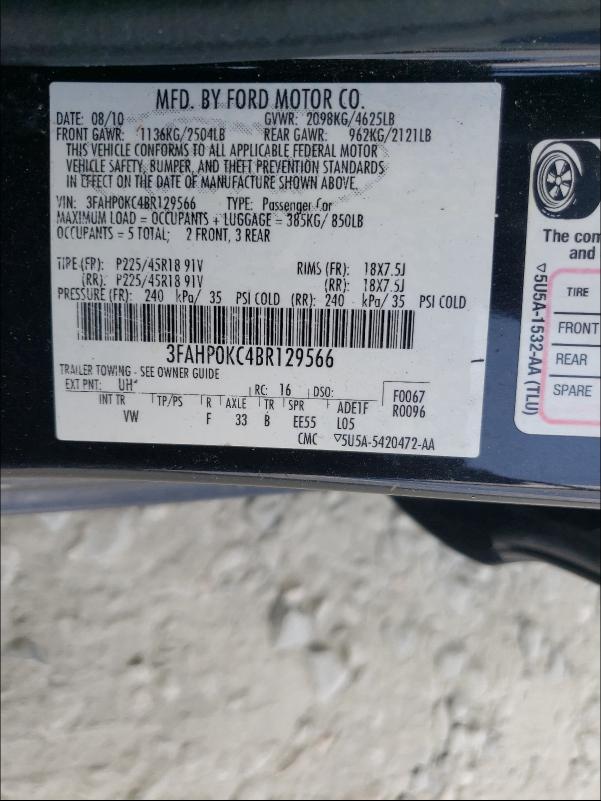 MFD. BY FORD MOTOR CO.
DATE: 08/10 GVWR: 2098KG/4625LB
FRONT GAWR: 1136KG/2504LB REAR GAWR: 962KG/2121LB
THIS VEHICLE CONFORMS TO ALL APPLICABLE FEDERAL MOTOR
VEHICLE SAFETY, BUMPER, AND THEFT PREVENTION STANDARDS
IN EFFECT ON THE DATE OF MANUFACTURE SHOWN ABOVE.
VIN: 3FAHP0KC4BR129566 TYPE: Passenger Car
MAXIMUM LOAD = OCCUPANTS + LUGGAGE = 385KG/ 850LB
OCCUPANTS = 5 TOTAL; 2 FRONT, 3 REAR
TIRE (FR): P225/45R18 91V RIMS (FR): 18X7.5J
(RR): P225/45R18 91V (RR): 18X7.5J
PRESSURE (FR): 240 kPa/ 35 PSI COLD (RR): 240 kPa/ 35 PSI COLD
3FAHP0KC4BR129566
TRAILER TOWING- SEE OWNER GUIDE
EXT PNT: UH* RC: 16 DSO: F0067
INT TR TP/PS R AXLE TR SPR ADE1F R0096
VW F 33 B EE55 L05
CMC ▽5U5A-5420472-AA
The com
and
▽5U5A-1532-AA (TLU)
TIRE
FRONT
REAR
SPARE